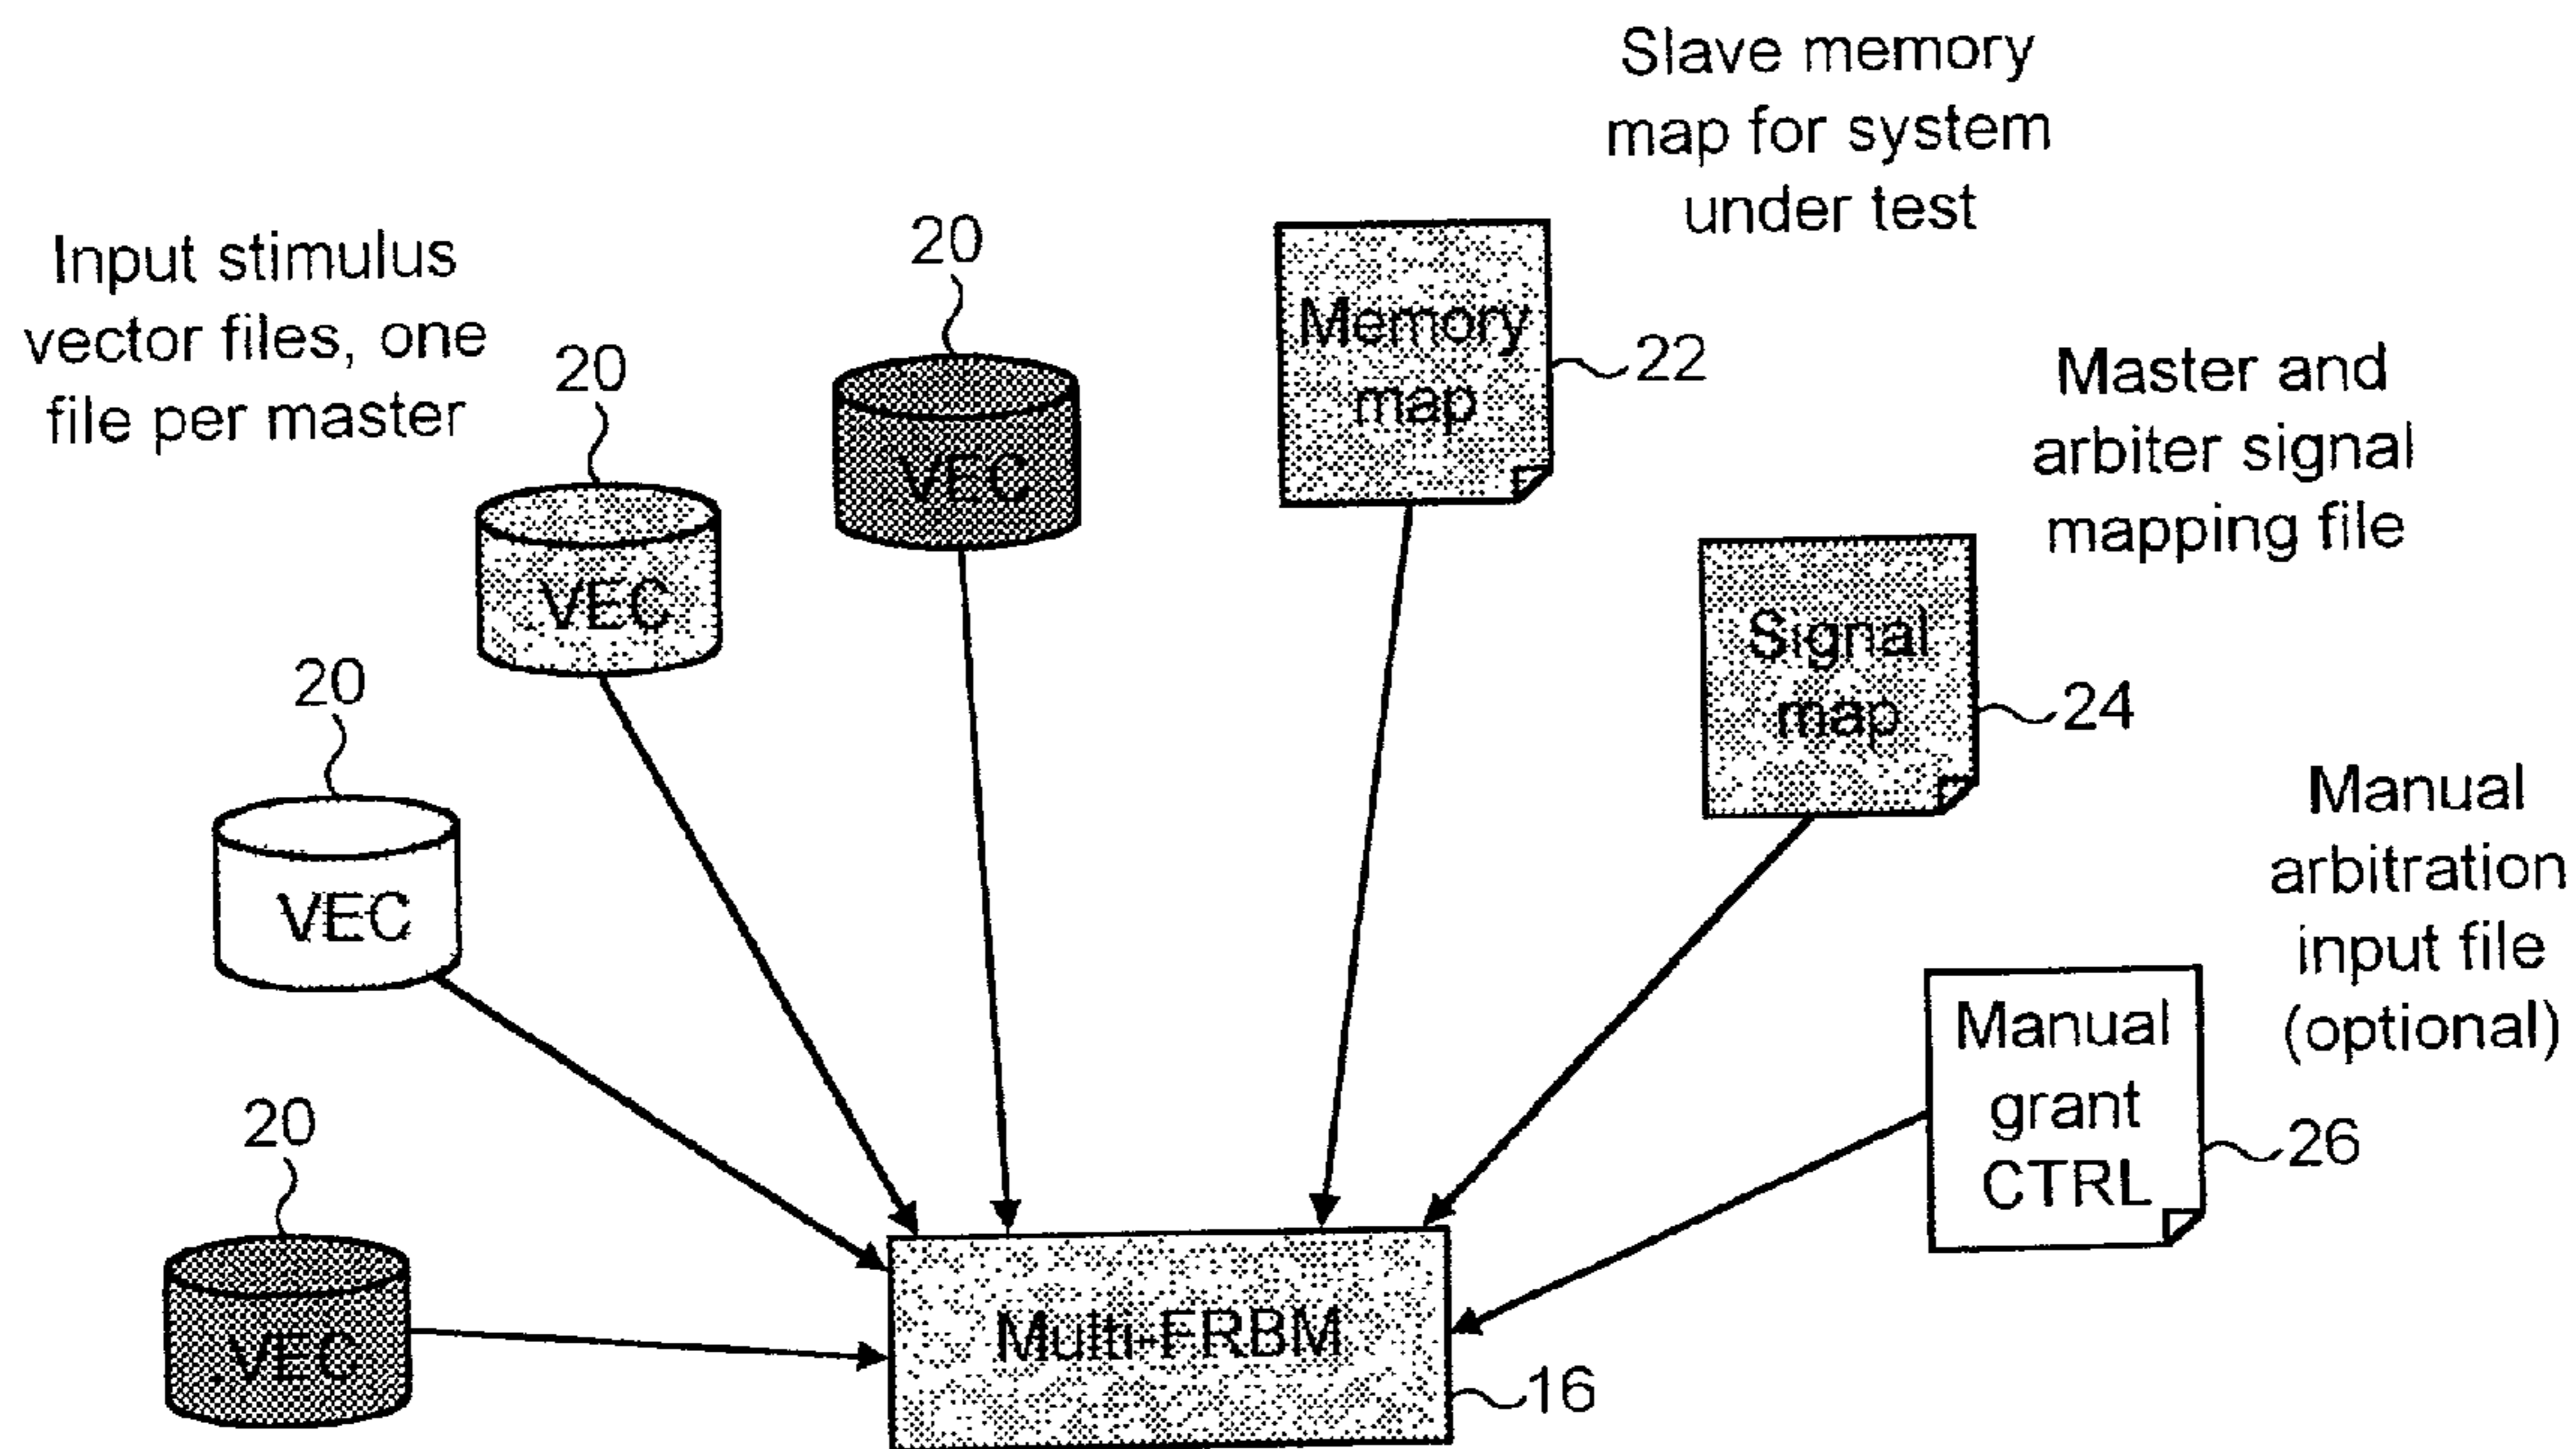 Slave memory
map for system
under test
Input stimulus
vector files, one
file per master
20
20
20
20
VEC
VEC
VEC
VEC
Memory
map
22
Master and
arbiter signal
mapping file
Signal
map
24
Manual
arbitration
input file
(optional)
Manual
grant
CTRL
26
Multi-FRBM
16